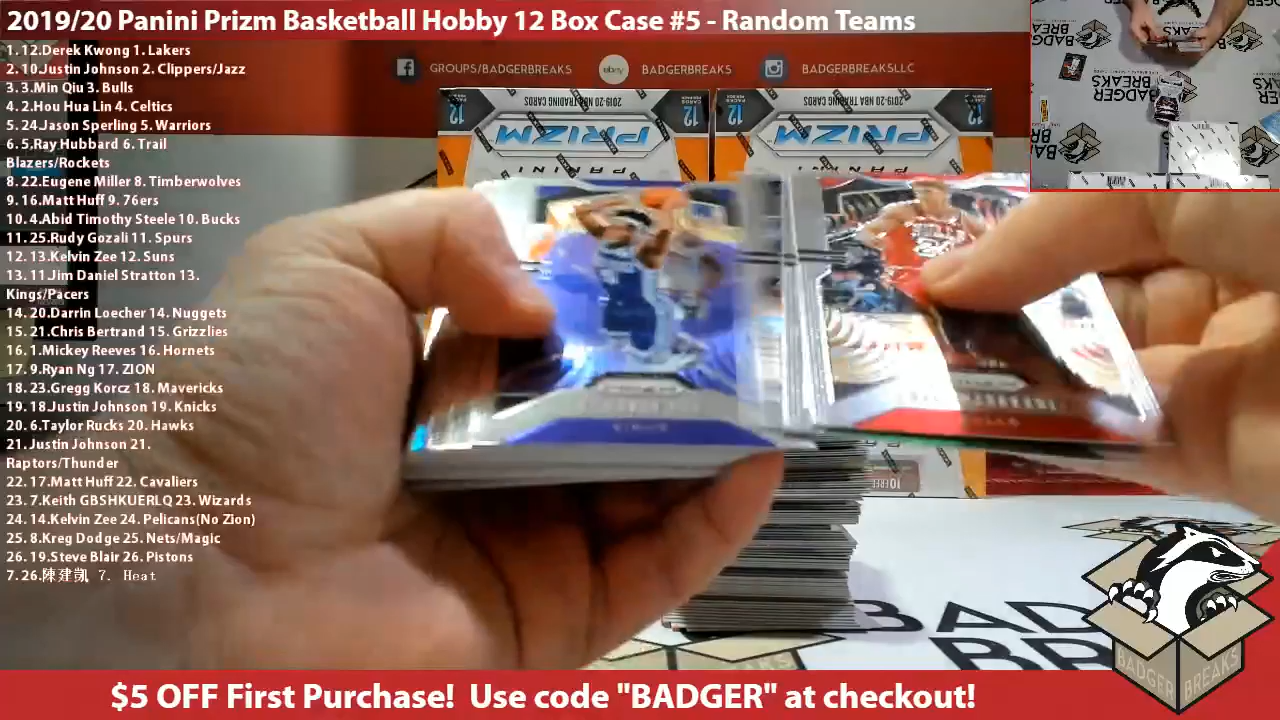 2019/20 Panini Prizm Basketball Hobby 12 Box Case #5 - Random Teams
1. 12.Derek Kwong 1. Lakers
2. 10.Justin Johnson 2. Clippers/Jazz
3. 3.Min Qiu 3. Bulls
4. 2.Hou Hua Lin 4. Celtics
5. 24.Jason Sperling 5. Warriors
6. 5,Ray Hubbard 6. Trail
Blazers/Rockets
8. 22.Eugene Miller 8. Timberwolves
9. 16.Matt Huff 9. 76ers
10. 4.Abid Timothy Steele 10. Bucks
11. 25.Rudy Gozali 11. Spurs
12. 13.Kelvin Zee 12. Suns
13. 11.Jim Daniel Stratton 13.
Kings/Pacers
14. 20.Darrin Loecher 14. Nuggets
15. 21.Chris Bertrand 15. Grizzlies
16. 1.Mickey Reeves 16. Hornets
17. 9.Ryan Ng 17. ZION
18. 23.Gregg Korcz 18. Mavericks
19. 18.Justin Johnson 19. Knicks
20. 6.Taylor Rucks 20. Hawks
21. Justin Johnson 21.
Raptors/Thunder
22. 17.Matt Huff 22. Cavaliers
23. 7.Keith GBSHKUERLQ 23. Wizards
24. 14.Kelvin Zee 24. Pelicans(No Zion)
25. 8.Kreg Dodge 25. Nets/Magic
26. 19.Steve Blair 26. Pistons
7. 26.陳建凱 7. Heat
GROUPS/BADGERBREAKS
ebay
BADGERBREAKS
BADGERBREAKSLLC
12
2019-20 NBA TRADING CARDS
12
PRIZM
PANINI
12
2019-20 NBA TRADING CARDS
12
PRIZM
PANINI
BADGER
BREAKS
BADGER BREAKS
$5 OFF First Purchase! Use code "BADGER" at checkout!